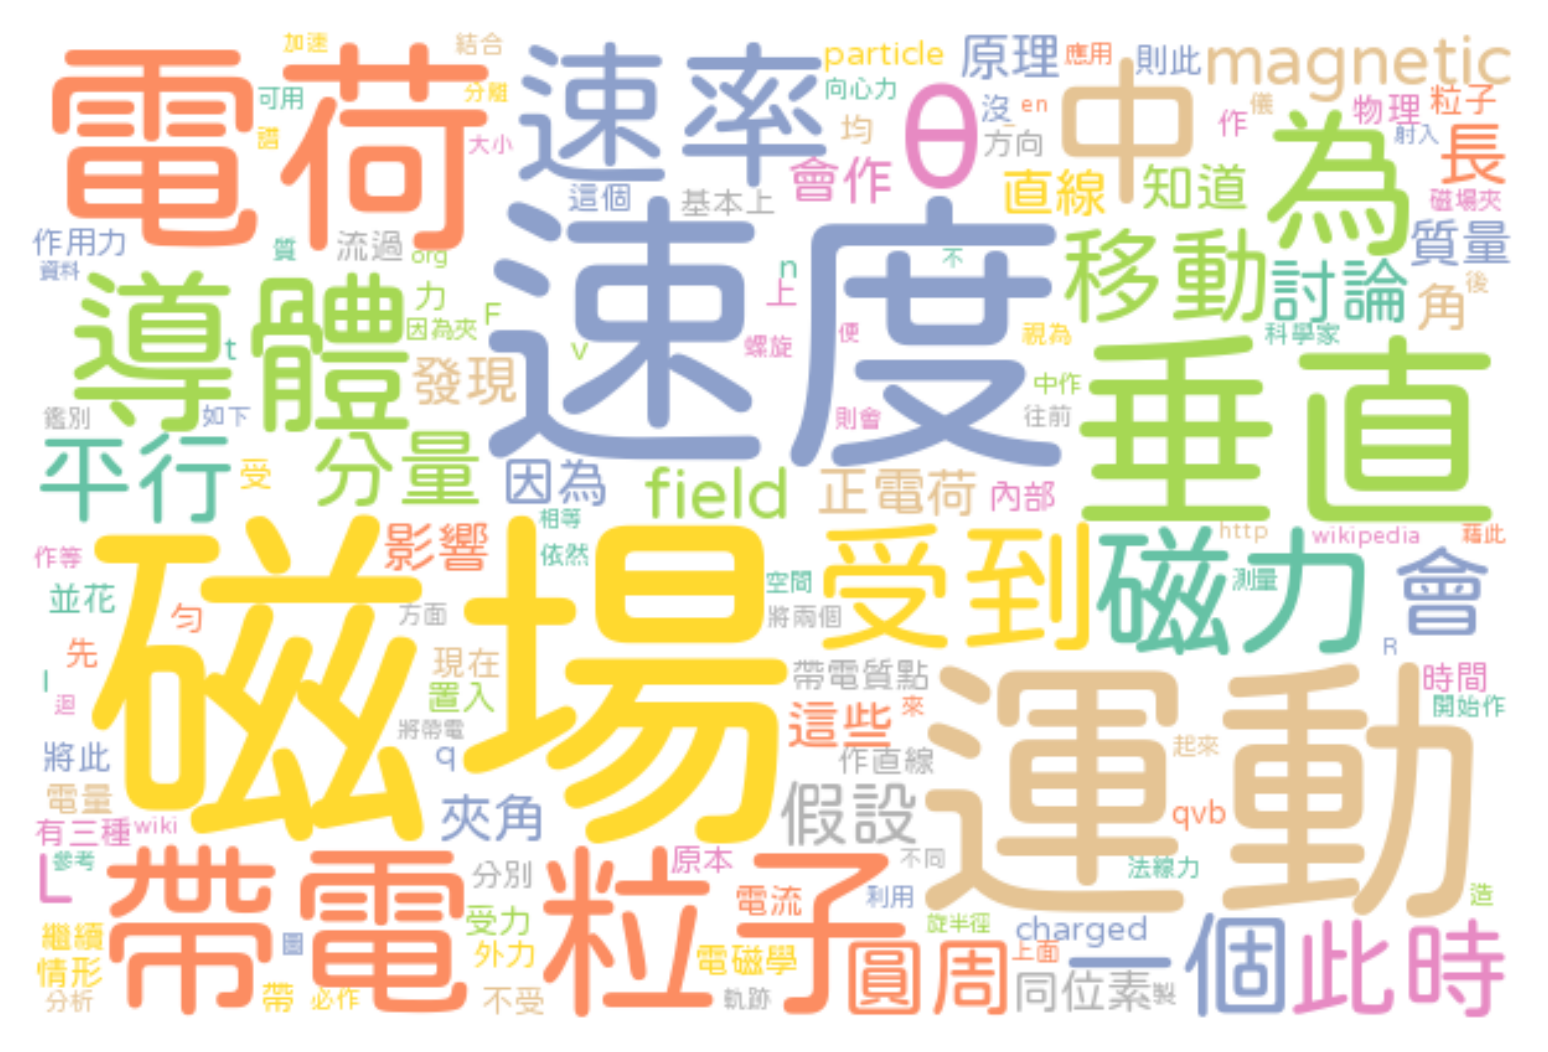 加速
結合
particle
原理
應用
則此
magnetic
電荷
速率
可用
分離
向心力
θ
沒
en
中
儀
物理
粒子
譜
大小
均
方向
作
為
射入
長
這個
基本上
會作
直線
知道
磁場夾
作用力
資料
質
流過
org
速度
n
上
不
移動
討論
質量
角
後
導體
力
因為夾
F
t
v
螺旋
便
視為
科學家
發現
中作
垂直
鑑別
如下
則會
往前
平行
受
分量
因為
field
正電荷
內部
作等
影響
相等
依然
http
wikipedia
藉此
磁場
空間
受到
磁力
測量
會
並花
勻
方面
將兩個
R
先
l
迴
現在
置入
將帶電
帶電質點
這些
來
運動
時間
開始作
將此
q
作直線
起來
電量
夾角
假設
qvb
有三種
wiki
L
參考
帶電粒子
分別
原本
不同
法線力
電流
利用
造
繼續
圖
受力
旋半徑
charged
情形
外力
電磁學
圓周
上面
一個
此時
分析
帶
必作
不受
軌跡
同位素
製